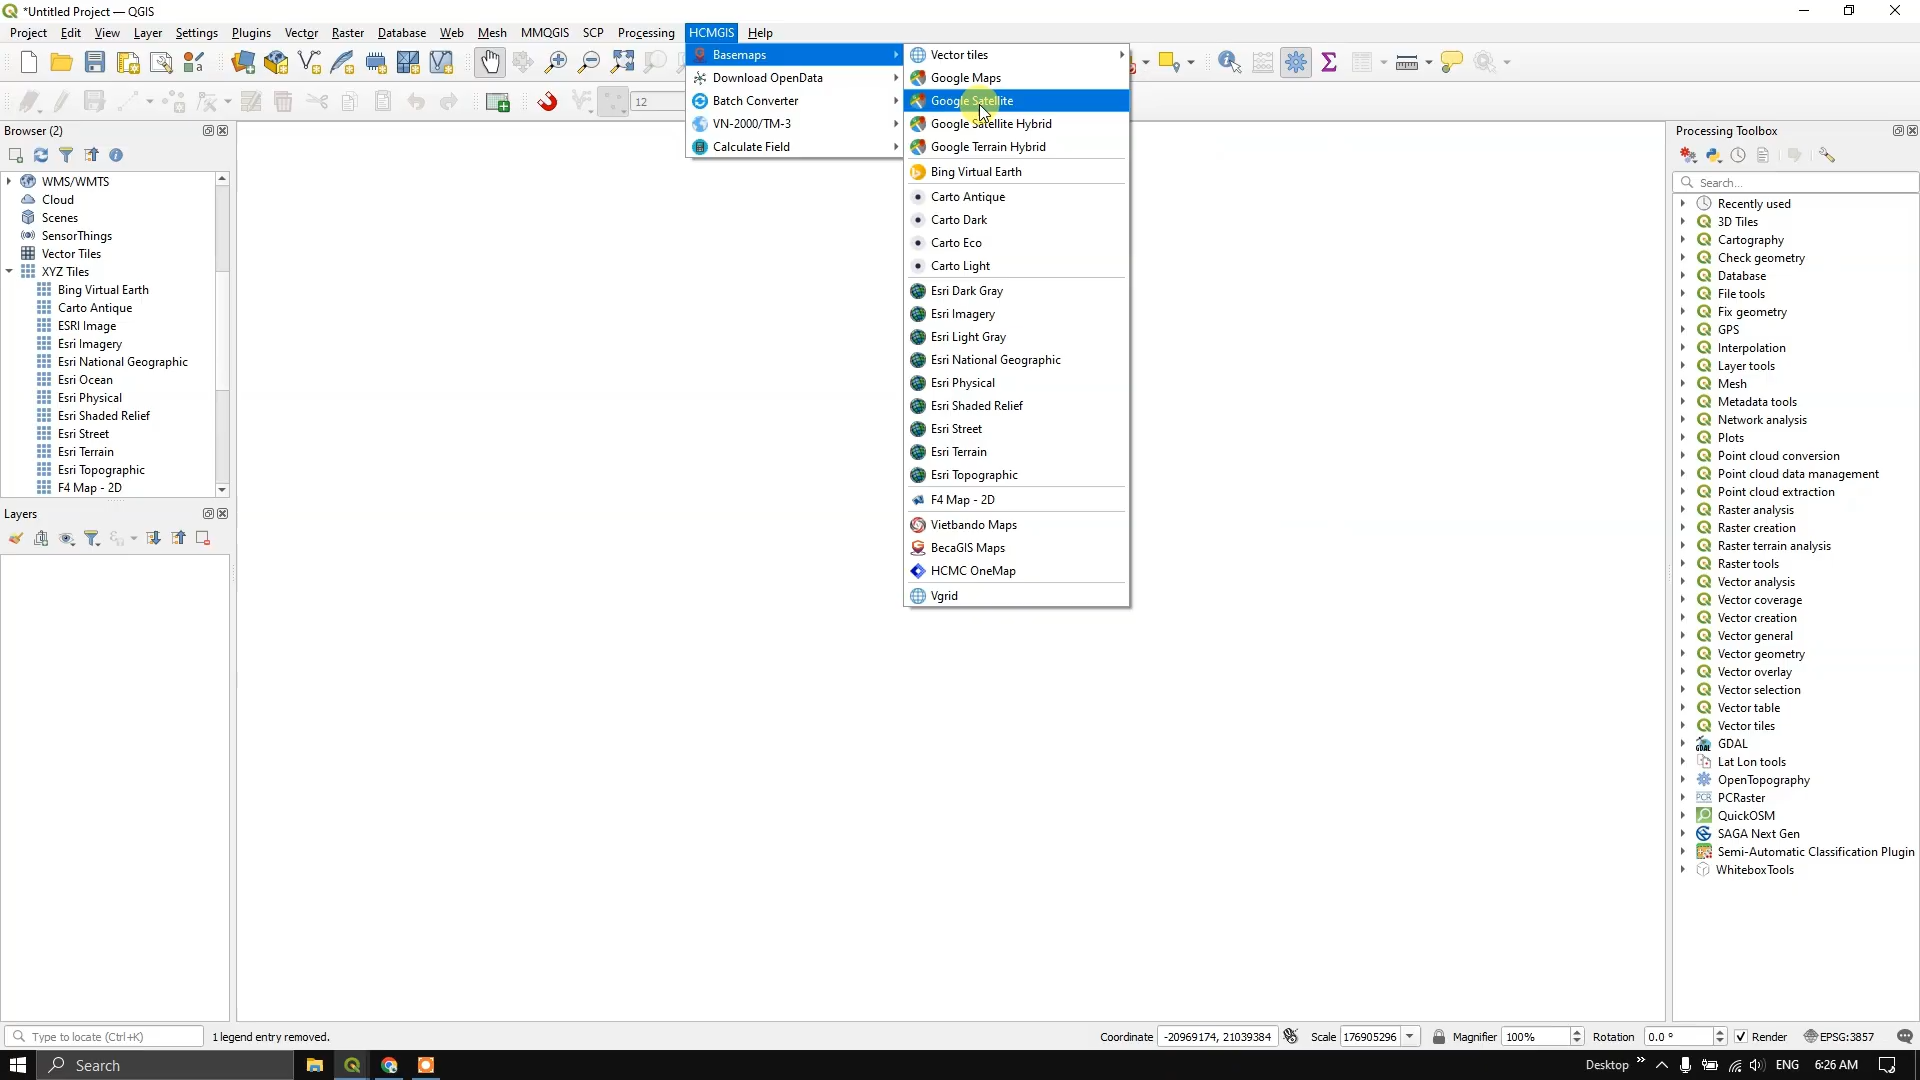 *Untitled Project — QGIS
Project Edit View Layer Settings Plugins Vector Raster Database Web Mesh MMQGIS SCP Processing HCMGIS Help
12
Basemaps
Download OpenData
Batch Converter
VN-2000/TM-3
Calculate Field
Vector tiles
Google Maps
Google Satellite
Google Satellite Hybrid
Google Terrain Hybrid
Bing Virtual Earth
Carto Antique
Carto Dark
Carto Eco
Carto Light
Esri Dark Gray
Esri Imagery
Esri Light Gray
Esri National Geographic
Esri Physical
Esri Shaded Relief
Esri Street
Esri Terrain
Esri Topographic
F4 Map - 2D
Vietbando Maps
BecaGIS Maps
HCMC OneMap
Vgrid
Browser (2)
WMS/WMTS
Cloud
Scenes
SensorThings
Vector Tiles
XYZ Tiles
Bing Virtual Earth
Carto Antique
ESRI Image
Esri Imagery
Esri National Geographic
Esri Ocean
Esri Physical
Esri Shaded Relief
Esri Street
Esri Terrain
Esri Topographic
F4 Map - 2D
Layers
Processing Toolbox
Search...
Recently used
3D Tiles
Cartography
Check geometry
Database
File tools
Fix geometry
GPS
Interpolation
Layer tools
Mesh
Metadata tools
Network analysis
Plots
Point cloud conversion
Point cloud data management
Point cloud extraction
Raster analysis
Raster creation
Raster terrain analysis
Raster tools
Vector analysis
Vector coverage
Vector creation
Vector general
Vector geometry
Vector overlay
Vector selection
Vector table
Vector tiles
GDAL
Lat Lon tools
OpenTopography
PCRaster
QuickOSM
SAGA Next Gen
Semi-Automatic Classification Plugin
WhiteboxTools
Type to locate (Ctrl+K) 1 legend entry removed. Coordinate -20969174, 21039384 Scale 176905296 Magnifier 100% Rotation 0.0 ° Render EPSG:3857
Search Desktop » ENG 6:26 AM